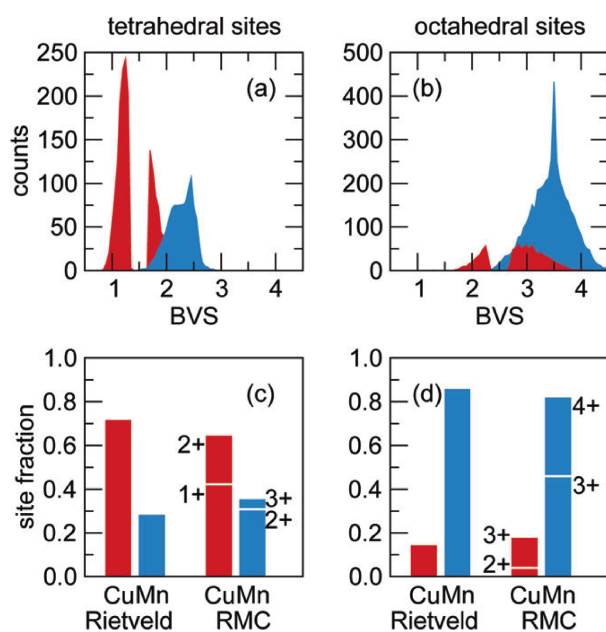 tetrahedral sites
octahedral sites
250
200
150
100
50
0
counts
(a)
1 2 3 4
BVS
500
400
300
200
100
0
(b)
1 2 3 4
BVS
1.0
0.8
0.6
0.4
0.2
0.0
site fraction
(c)
2+
1+
3+
2+
CuMn
Rietveld
CuMn
RMC
1.0
0.8
0.6
0.4
0.2
0.0
(d)
4+
3+
3+
2+
CuMn
Rietveld
CuMn
RMC